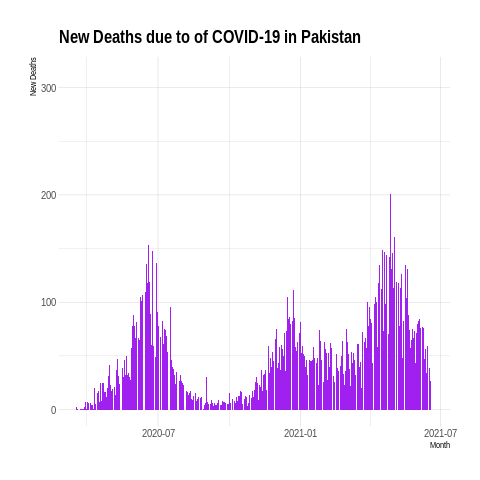 New Deaths due to of COVID-19 in Pakistan
New Deaths
300
200
100
0
2020-07
2021-01
2021-07
Month